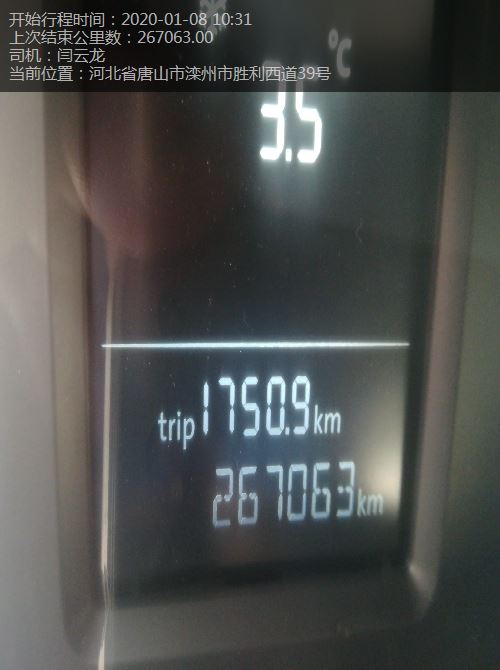 开始行程时间：2020-01-08 10:31
上次结束公里数：267063.00
司机：闫云龙
当前位置：河北省唐山市滦州市胜利西道39号
°C
3.5
trip 1750.9 km
267063 km